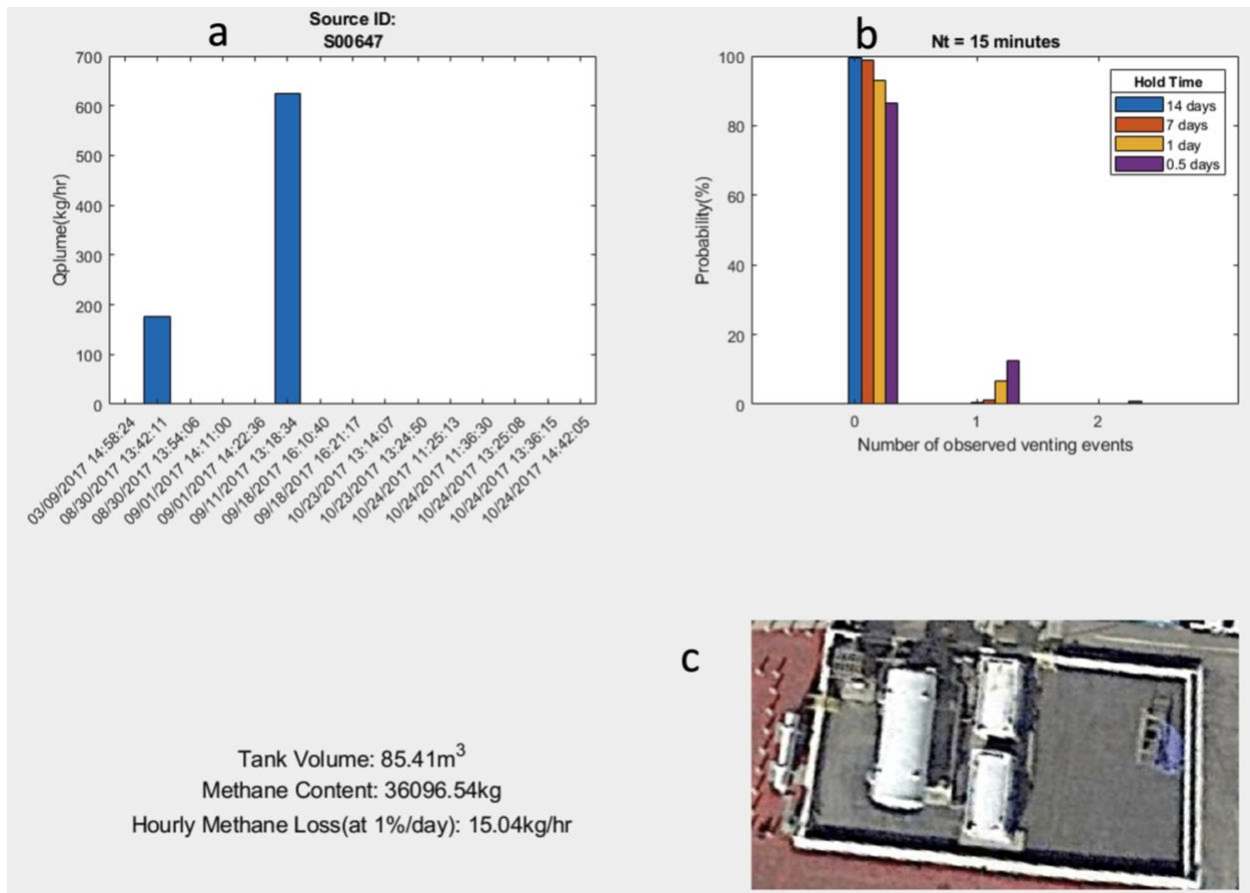 a
Source ID:
S00647
700
600
500
400
300
200
100
0
Qplume(kg/hr)
03/09/2017 14:58:24
08/30/2017 13:42:11
08/30/2017 13:54:06
09/01/2017 14:11:00
09/01/2017 14:22:36
09/11/2017 13:18:34
09/18/2017 16:10:40
09/18/2017 16:21:17
10/23/2017 13:14:07
10/23/2017 13:24:50
10/24/2017 11:25:13
10/24/2017 11:36:30
10/24/2017 13:25:08
10/24/2017 13:36:15
10/24/2017 14:42:05
b
Nt = 15 minutes
100
80
60
40
20
0
Probability(%)
Hold Time
14 days
7 days
1 day
0.5 days
0
1
2
Number of observed venting events
c
Tank Volume: 85.41m³
Methane Content: 36096.54kg
Hourly Methane Loss(at 1%/day): 15.04kg/hr